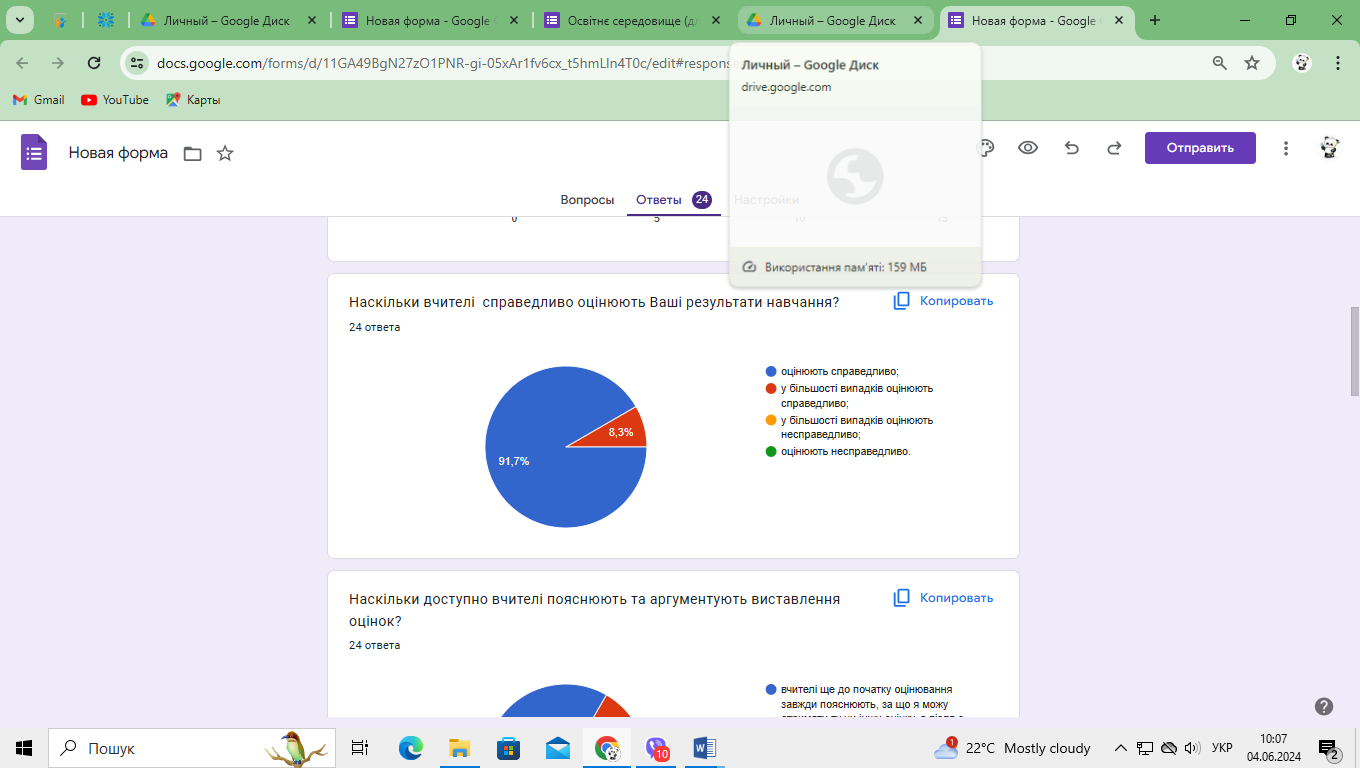 Личный – Google Диск
Новая форма - Google
Освітнє середовище
Личный – Google Диск
Новая форма - Google
docs.google.com/forms/d/11GA49BgN27zO1PNR-gi-05xAr1fv6cx_t5hmLln4T0c/edit#respons
Gmail
YouTube
Карты
Личный – Google Диск
drive.google.com
Використання пам'яті: 159 МБ
Новая форма
Отправить
Вопросы
Ответы 24
Настройки
0 5 10 15
Наскільки вчителі справедливо оцінюють Ваші результати навчання?
Копировать
24 ответа
91,7%
8,3%
оцінюють справедливо;
у більшості випадків оцінюють
справедливо;
у більшості випадків оцінюють
несправедливо;
оцінюють несправедливо.
Наскільки доступно вчителі пояснюють та аргументують виставлення
оцінок?
Копировать
24 ответа
вчителі ще до початку оцінювання
завжди пояснюють, за що я можу
Пошук
10
1
22°C Mostly cloudy
УКР
10:07
04.06.2024
2